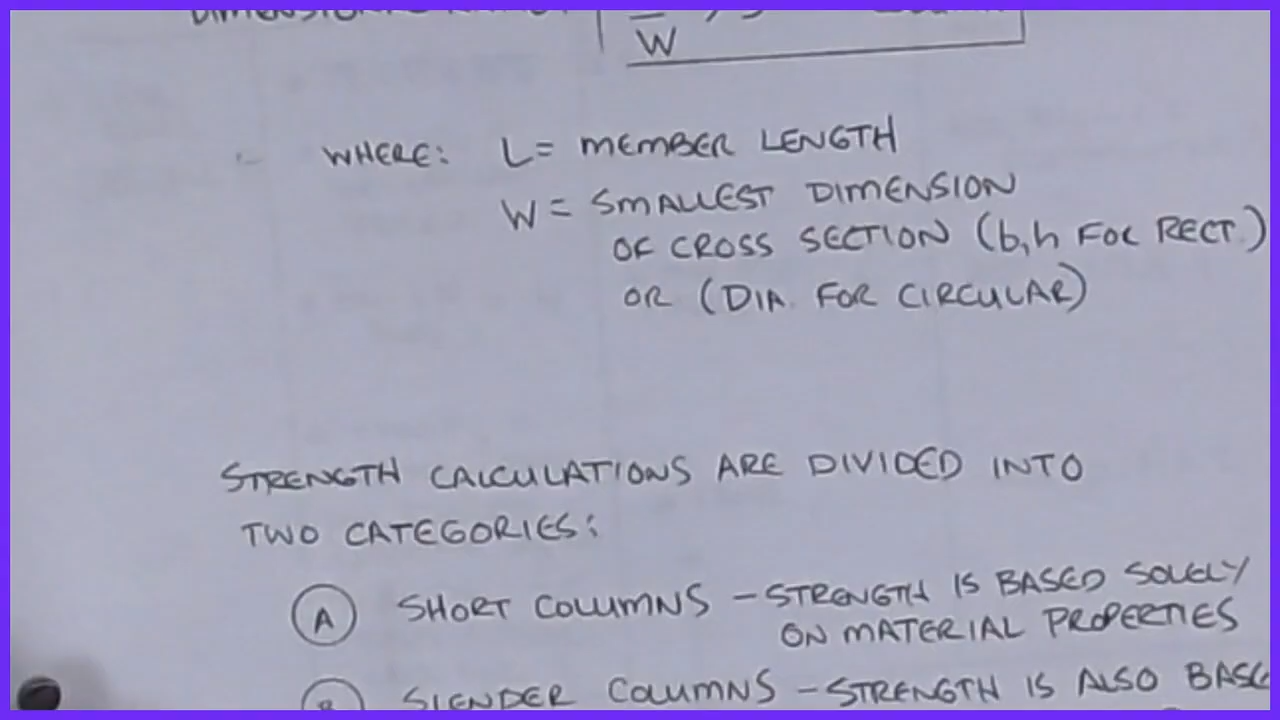 W
WHERE: L= MEMBER LENGTH
W = SMALLEST DIMENSION
OF CROSS SECTION (b,h FOR RECT.)
OR (DIA. FOR CIRCULAR)
STRENGTH CALCULATIONS ARE DIVIDED INTO
TWO CATEGORIES:
A SHORT COLUMNS - STRENGTH IS BASED SOLELY
ON MATERIAL PROPERTIES
B SLENDER COLUMNS - STRENGTH IS ALSO BASE